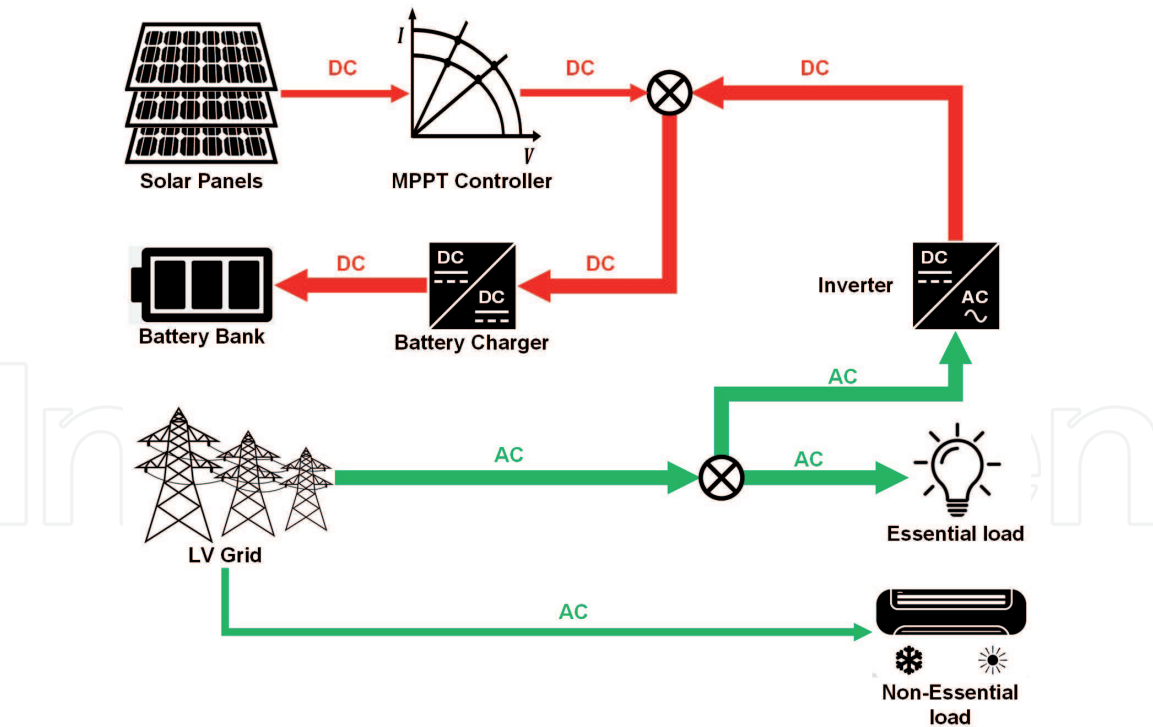 I
DC
DC
DC
V
Solar Panels
MPPT Controller
DC
DC
DC
DC
DC
AC
Inverter
Battery Bank
Battery Charger
AC
AC
AC
LV Grid
Essential load
AC
Non-Essential
load